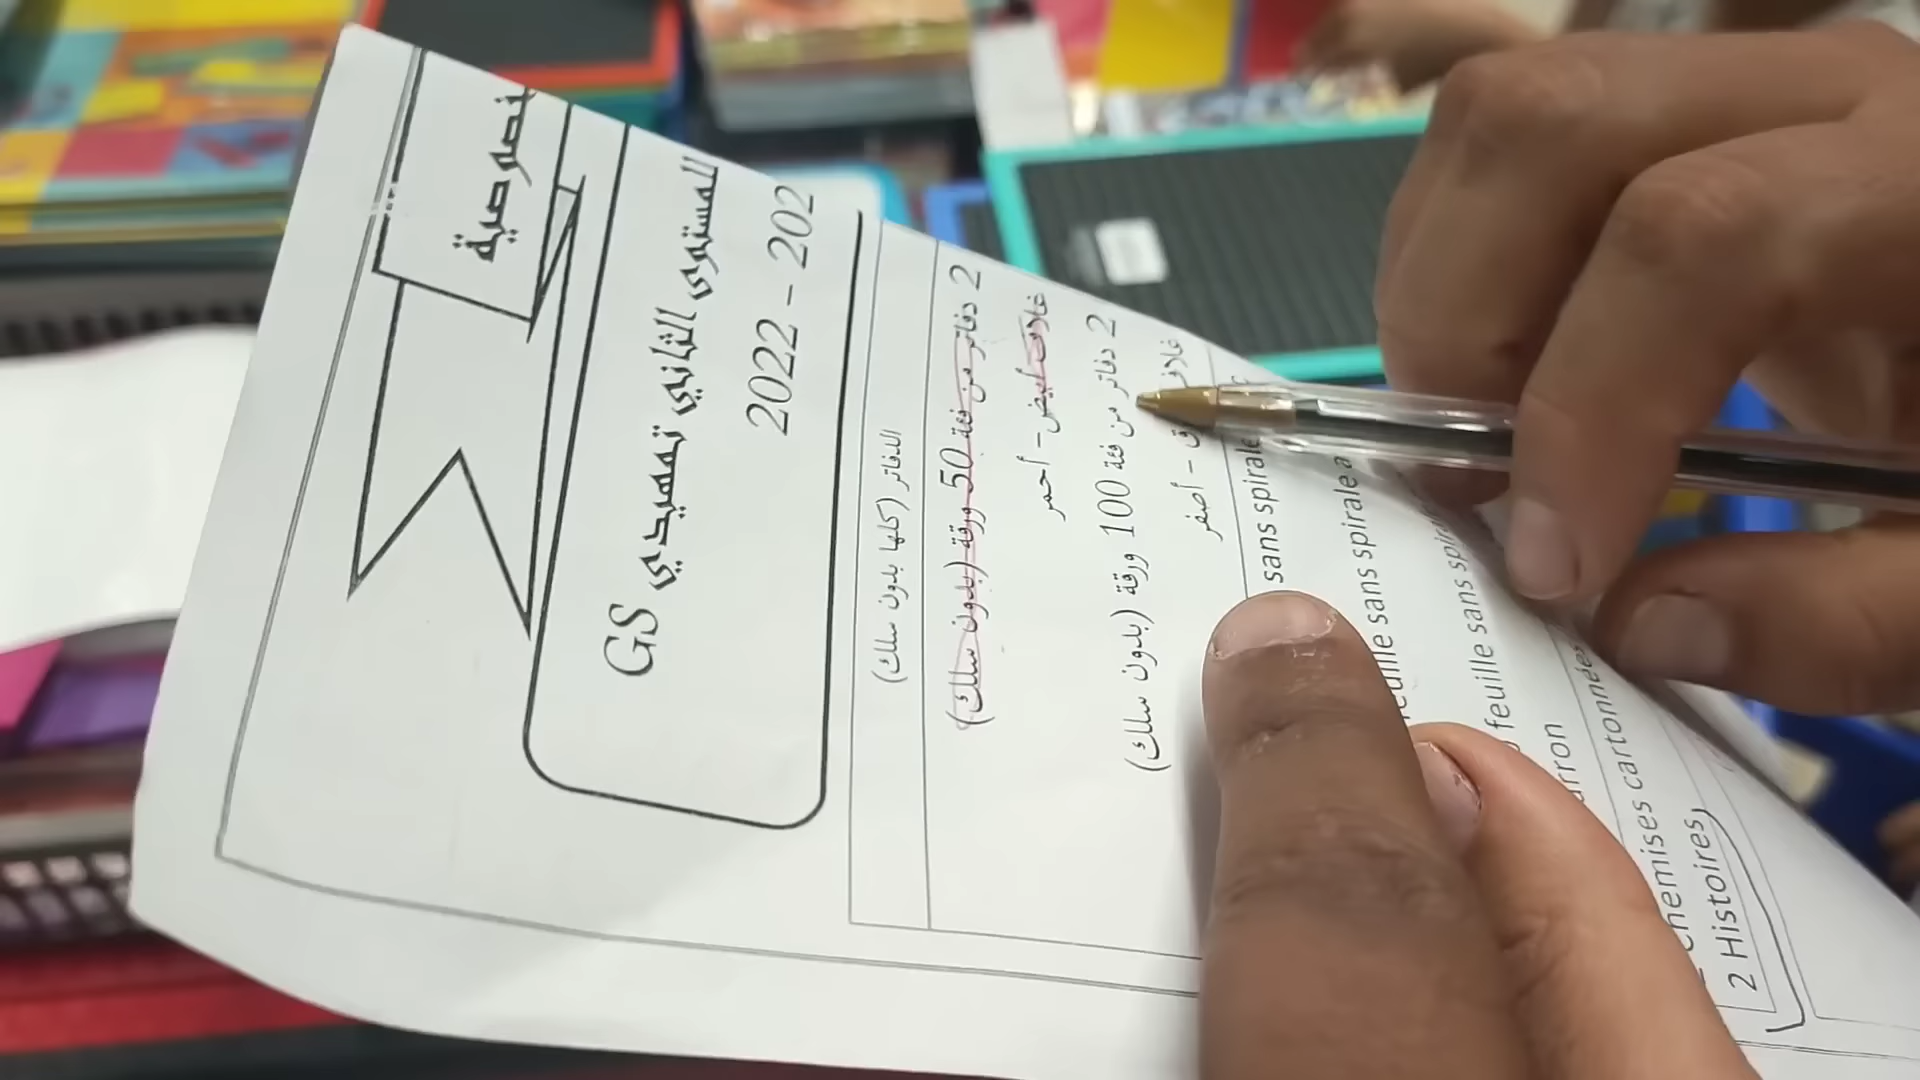 خصوصية
المستوى الثاني تمهيدي GS
2022 - 202
الدفاتر (كلها بدون سلك)
2 دفاتر من فئة 50 ورقة (بدون سلك)
غلاف أبيض - أحمر
2 دفاتر من فئة 100 ورقة (بدون سلك)
غلاف - أصفر
sans spirale
feuille sans spirale
feuille sans
chemises cartonnées
2 Histoires